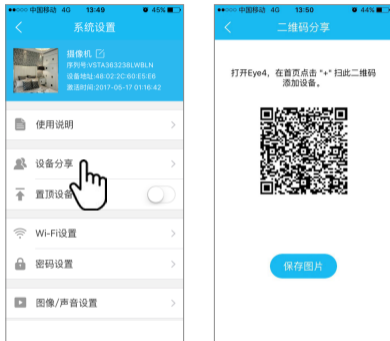 中国移动 4G 13:49 45%
系统设置
摄像机
序列号:VSTA363238LWBLN
设备地址:48:02:2C:60:E5:E6
激活时间:2017-05-17 01:16:42
使用说明
设备分享
置顶设备
Wi-Fi设置
密码设置
图像/声音设置
中国移动 4G 13:50 44%
二维码分享
打开Eye4，在首页点击 "+" 扫此二维码
添加设备。
保存图片